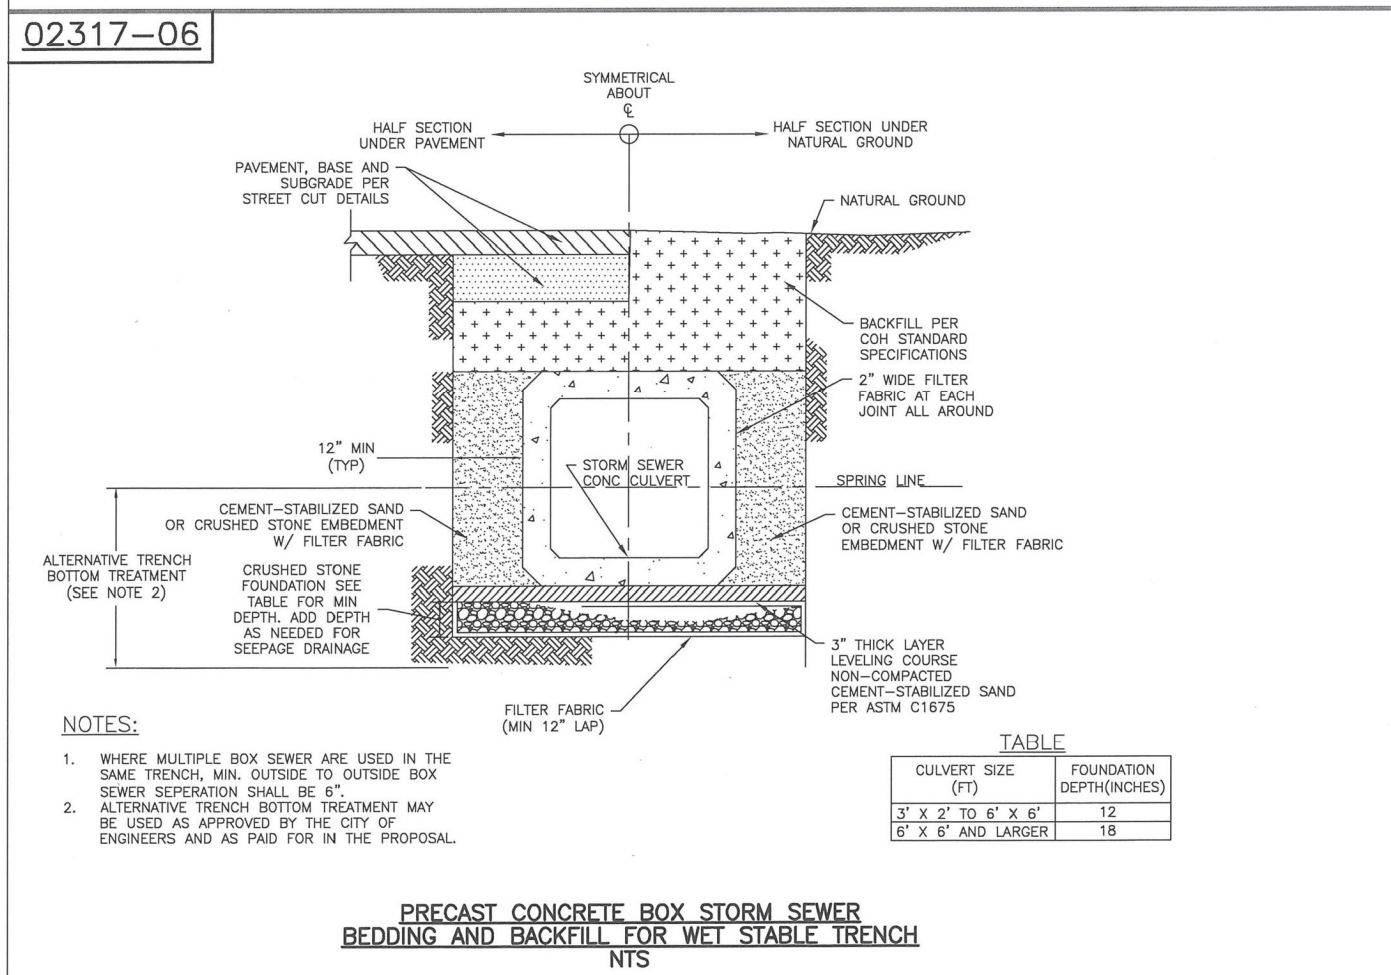 02317-06
SYMMETRICAL
ABOUT
℄
HALF SECTION
UNDER PAVEMENT
HALF SECTION UNDER
NATURAL GROUND
PAVEMENT, BASE AND
SUBGRADE PER
STREET CUT DETAILS
NATURAL GROUND
BACKFILL PER
COH STANDARD
SPECIFICATIONS
2" WIDE FILTER
FABRIC AT EACH
JOINT ALL AROUND
12" MIN
(TYP)
STORM SEWER
CONC CULVERT
SPRING LINE
CEMENT-STABILIZED SAND
OR CRUSHED STONE EMBEDMENT
W/ FILTER FABRIC
CEMENT-STABILIZED SAND
OR CRUSHED STONE
EMBEDMENT W/ FILTER FABRIC
ALTERNATIVE TRENCH
BOTTOM TREATMENT
(SEE NOTE 2)
CRUSHED STONE
FOUNDATION SEE
TABLE FOR MIN
DEPTH. ADD DEPTH
AS NEEDED FOR
SEEPAGE DRAINAGE
3" THICK LAYER
LEVELING COURSE
NON-COMPACTED
CEMENT-STABILIZED SAND
PER ASTM C1675
FILTER FABRIC
(MIN 12" LAP)
NOTES:
1. WHERE MULTIPLE BOX SEWER ARE USED IN THE
SAME TRENCH, MIN. OUTSIDE TO OUTSIDE BOX
SEWER SEPERATION SHALL BE 6".
2. ALTERNATIVE TRENCH BOTTOM TREATMENT MAY
BE USED AS APPROVED BY THE CITY OF
ENGINEERS AND AS PAID FOR IN THE PROPOSAL.
TABLE
CULVERT SIZE
(FT)
FOUNDATION
DEPTH(INCHES)
3' X 2' TO 6' X 6' 12
6' X 6' AND LARGER 18
PRECAST CONCRETE BOX STORM SEWER
BEDDING AND BACKFILL FOR WET STABLE TRENCH
NTS